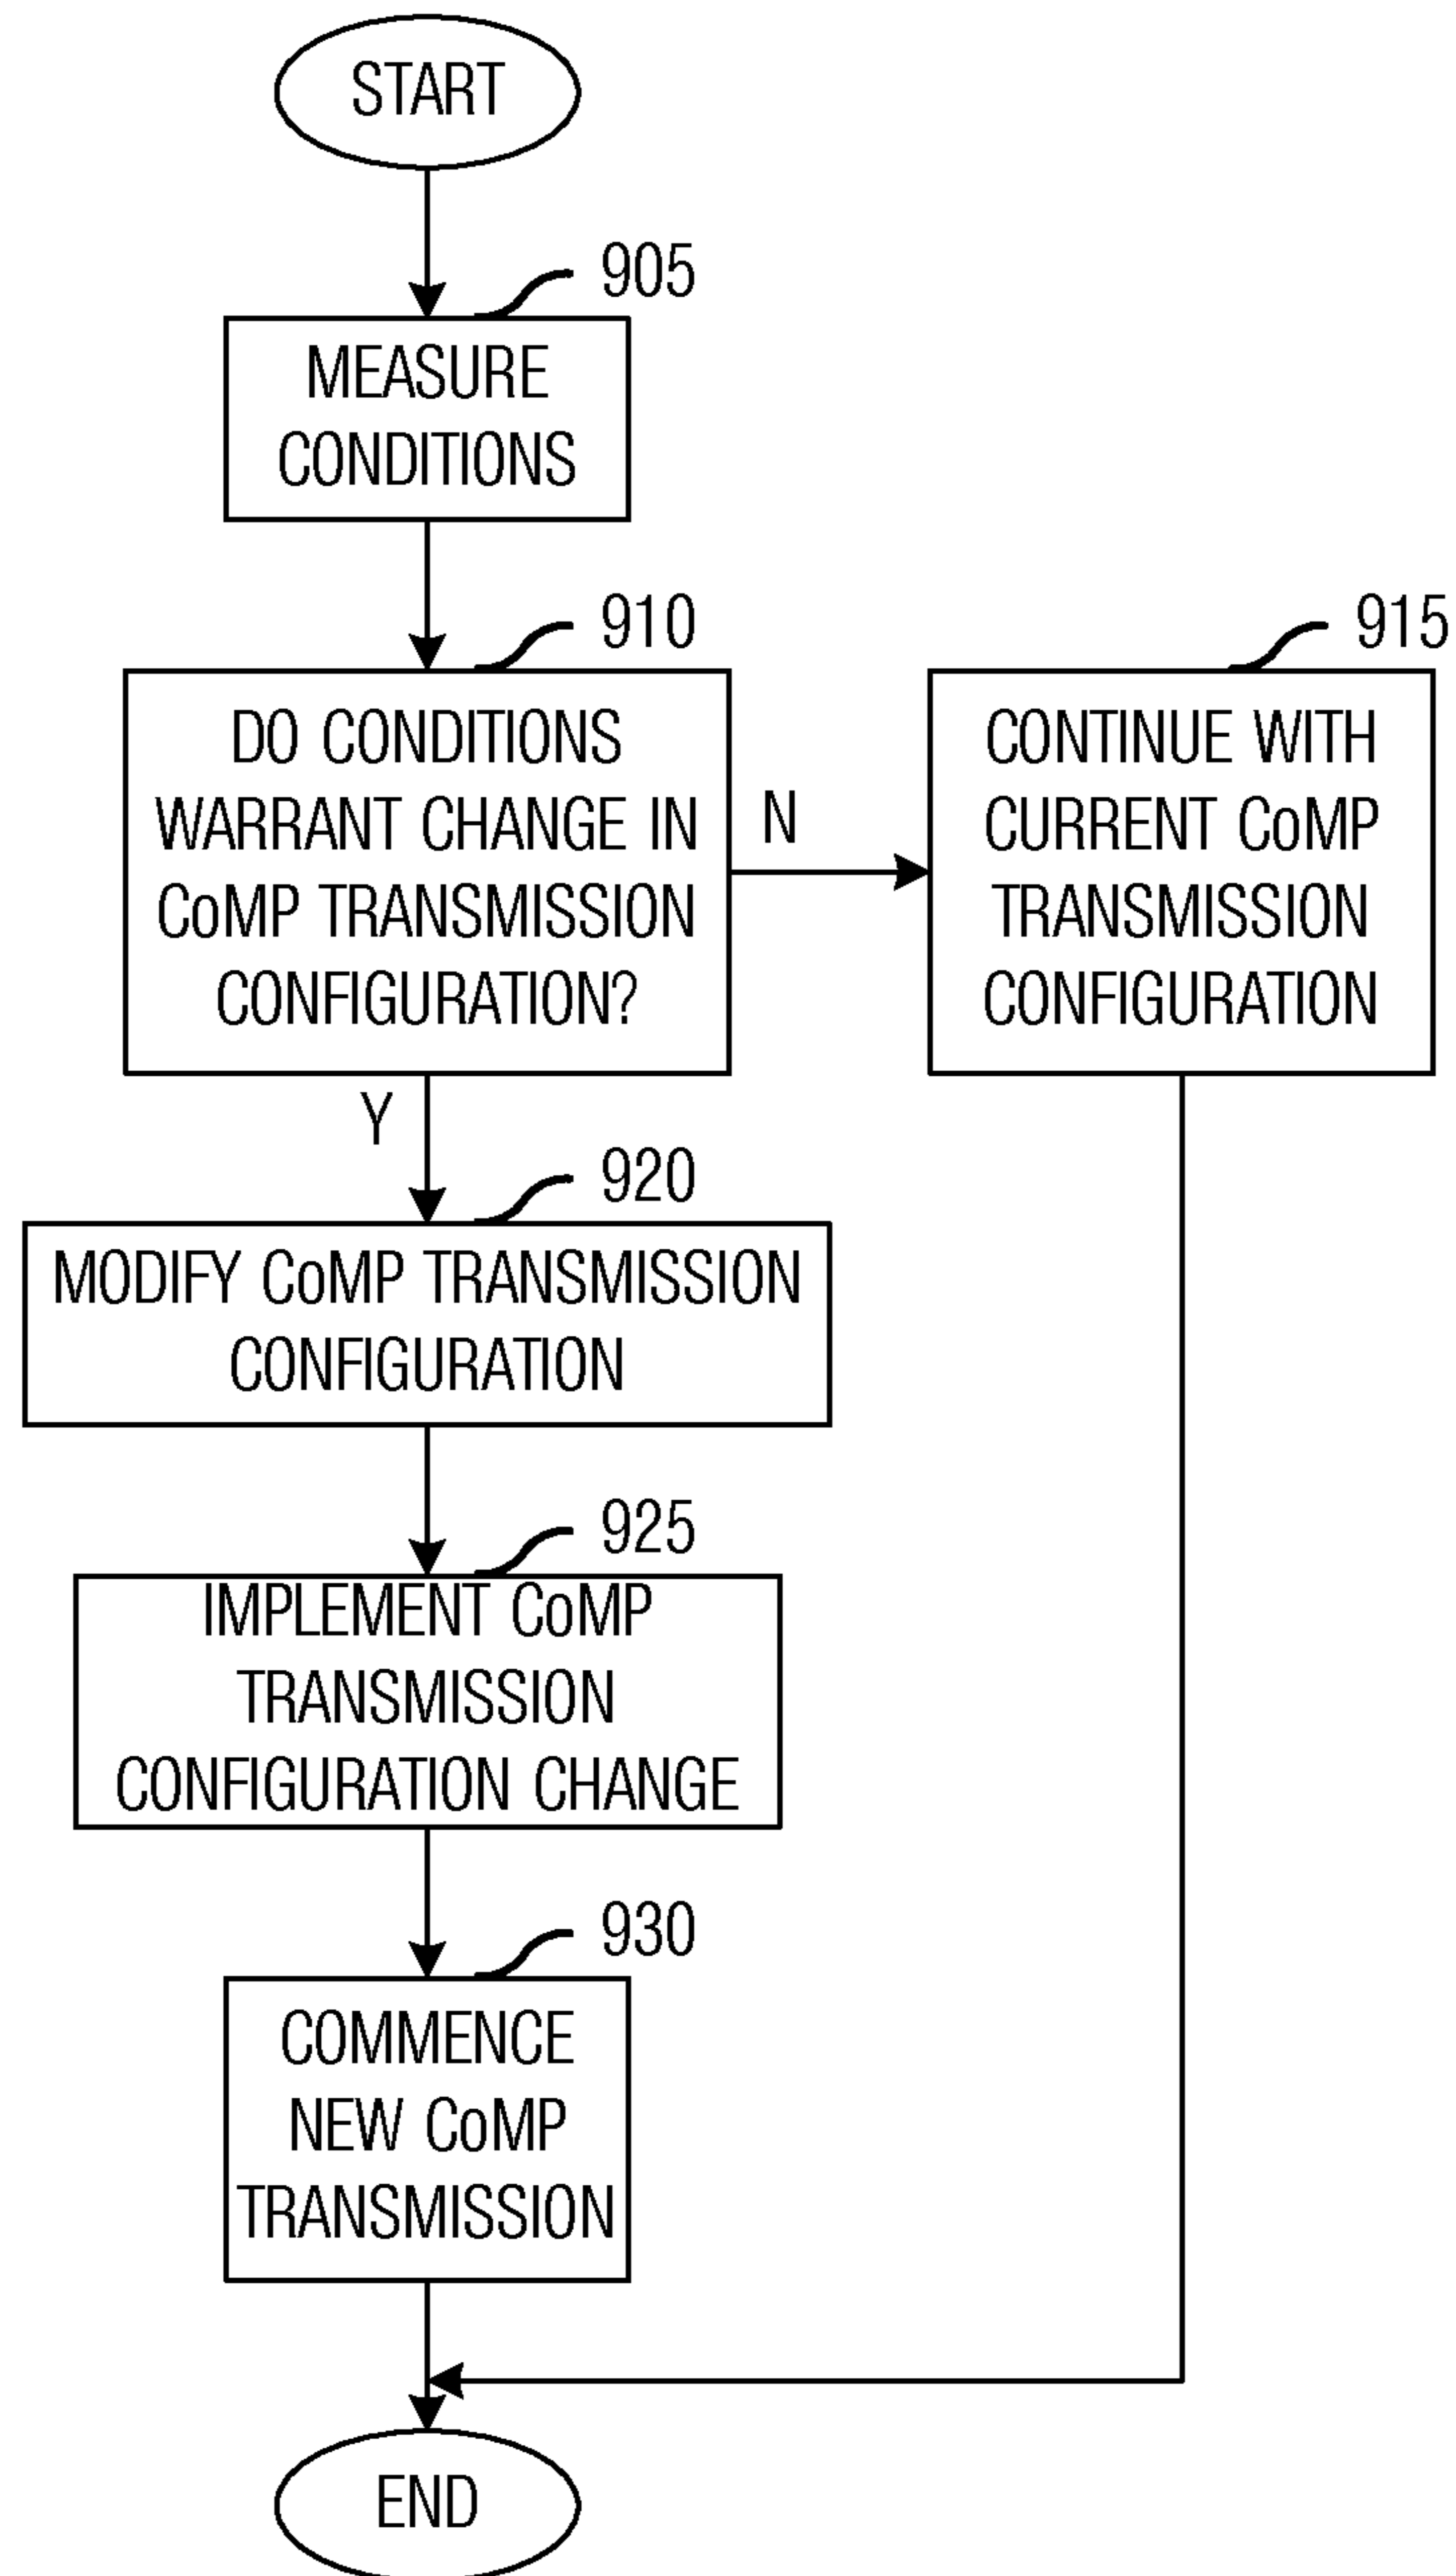 START
905
MEASURE
CONDITIONS
910
DO CONDITIONS
WARRANT CHANGE IN
CoMP TRANSMISSION
CONFIGURATION?
N
915
CONTINUE WITH
CURRENT CoMP
TRANSMISSION
CONFIGURATION
Y
920
MODIFY CoMP TRANSMISSION
CONFIGURATION
925
IMPLEMENT CoMP
TRANSMISSION
CONFIGURATION CHANGE
930
COMMENCE
NEW CoMP
TRANSMISSION
END